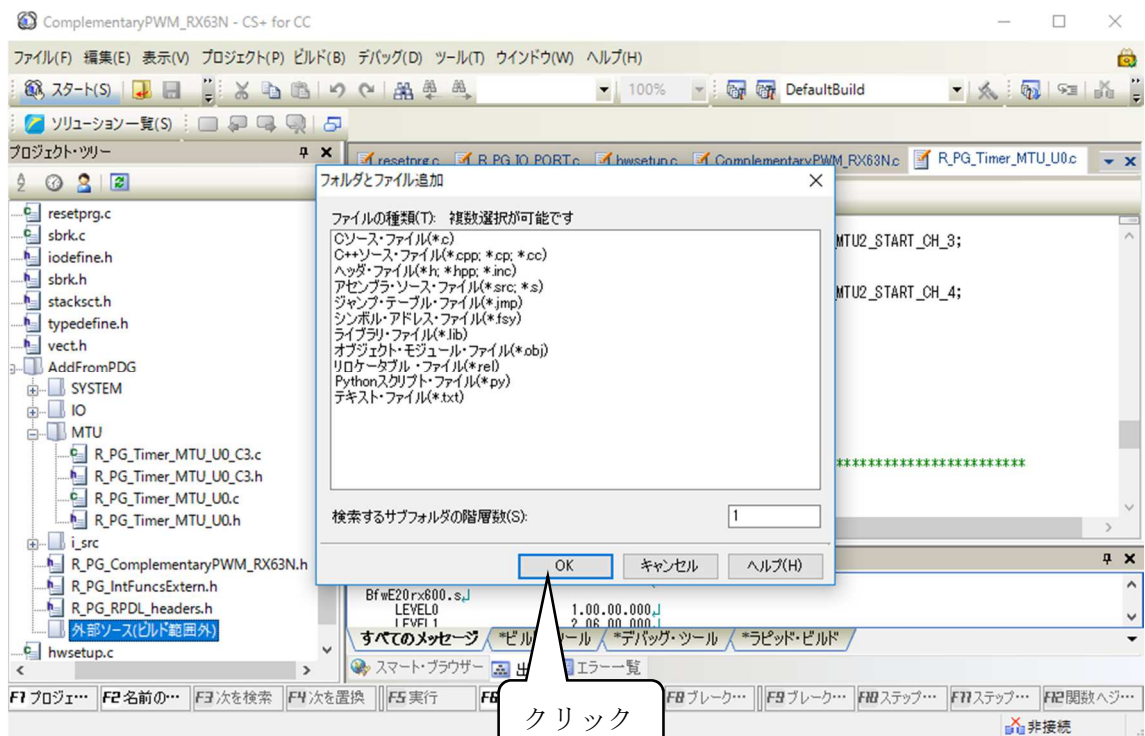 ComplementaryPWM_RX63N - CS+ for CC
ファイル(F) 編集(E) 表示(V) プロジェクト(P) ビルド(B) デバッグ(D) ツール(T) ウインドウ(W) ヘルプ(H)
スタート(S) 100% DefaultBuild
ソリューション一覧(S)
プロジェクト・ツリー
resetprg.c R_PG_IO_PORT.c hwsetup.c ComplementaryPWM_RX63N.c R_PG_Timer_MTU_U0.c
resetprg.c
sbrk.c
iodefine.h
sbrk.h
stacksct.h
typedefine.h
vect.h
AddFromPDG
SYSTEM
IO
MTU
R_PG_Timer_MTU_U0_C3.c
R_PG_Timer_MTU_U0_C3.h
R_PG_Timer_MTU_U0.c
R_PG_Timer_MTU_U0.h
i_src
R_PG_ComplementaryPWM_RX63N.h
R_PG_IntFuncsExtern.h
R_PG_RPDL_headers.h
外部ソース(ビルド範囲外)
hwsetup.c
フォルダとファイル追加
ファイルの種類(T): 複数選択が可能です
Cソース・ファイル(*.c)
C++ソース・ファイル(*.cpp; *.cp; *.cc)
ヘッダ・ファイル(*.h; *.hpp; *.inc)
アセンブラ・ソース・ファイル(*.src; *.s)
ジャンプ・テーブル・ファイル(*.jmp)
シンボル・アドレス・ファイル(*.fsy)
ライブラリ・ファイル(*.lib)
オブジェクト・モジュール・ファイル(*.obj)
リロケータブル・ファイル(*.rel)
Pythonスクリプト・ファイル(*.py)
テキスト・ファイル(*.txt)
検索するサブフォルダの階層数(S): 1
OK キャンセル ヘルプ(H)
MTU2_START_CH_3;
MTU2_START_CH_4;
************************
BfwE20rx600.s
LEVEL0 1.00.00.000
LEVEL1 2.06.00.000
すべてのメッセージ *ビル ール *デバッグ・ツール *ラピッド・ビルド
スマート・ブラウザー 出 エラー一覧
F1 プロジェ… F2 名前の… F3 次を検索 F4 次を置換 F5 実行 F6 F8 ブレーク… F9 ブレーク… F10 ステップ… F11 ステップ… F12 関数へジ…
クリック
非接続